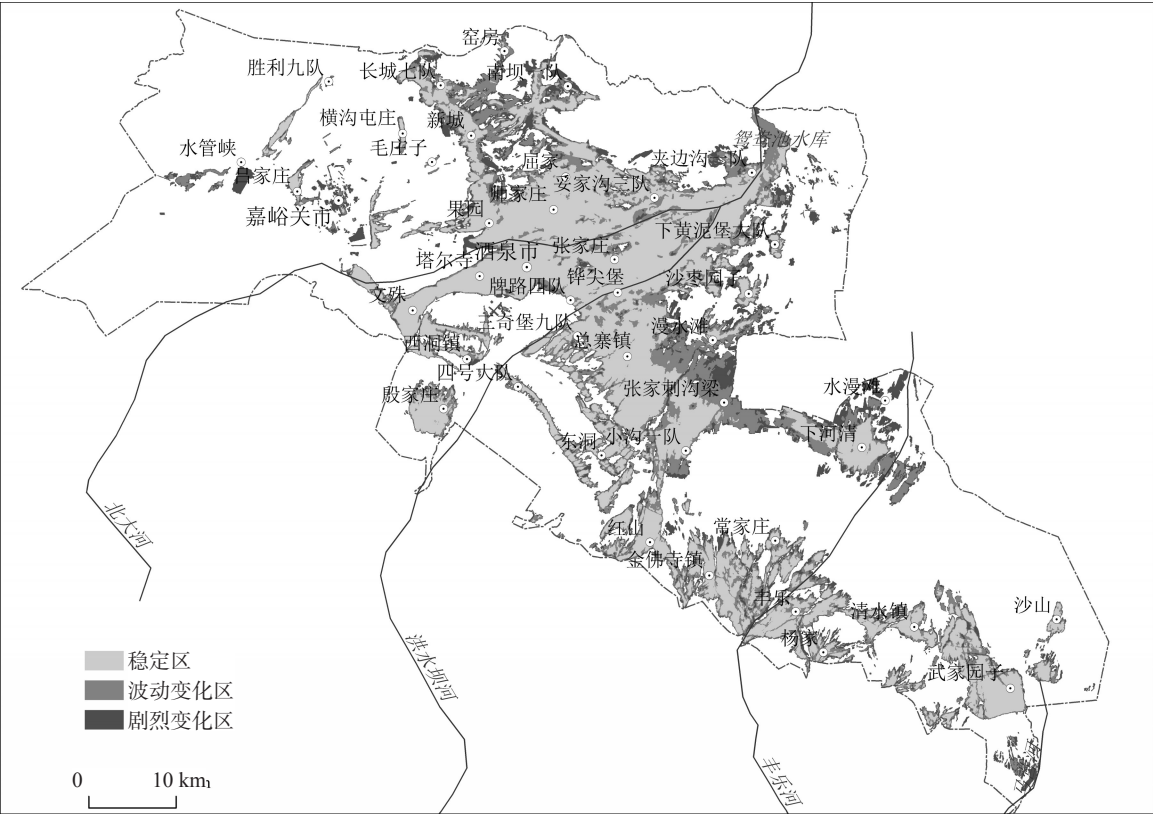 窑房
胜利九队
长城七队
南坝
队
横沟屯庄
新城
鸳鸯池水库
水管峡
毛庄子
屈家
夹边沟
队
吕家庄
师家庄
妥家沟三队
嘉峪关市
果园
下黄泥堡大队
塔尔寺
酒泉市
张家庄
文殊
牌路四队
铧尖堡
沙枣园子
三奇堡九队
漫水滩
西洞镇
总寨镇
四号大队
殷家庄
张家刺沟梁
水漫滩
东洞
小沟一队
下河清
北大河
红山
常家庄
金佛寺镇
丰乐
清水镇
沙山
杨家
洪水坝河
武家园子
稳定区
波动变化区
剧烈变化区
0 10 km
丰乐河